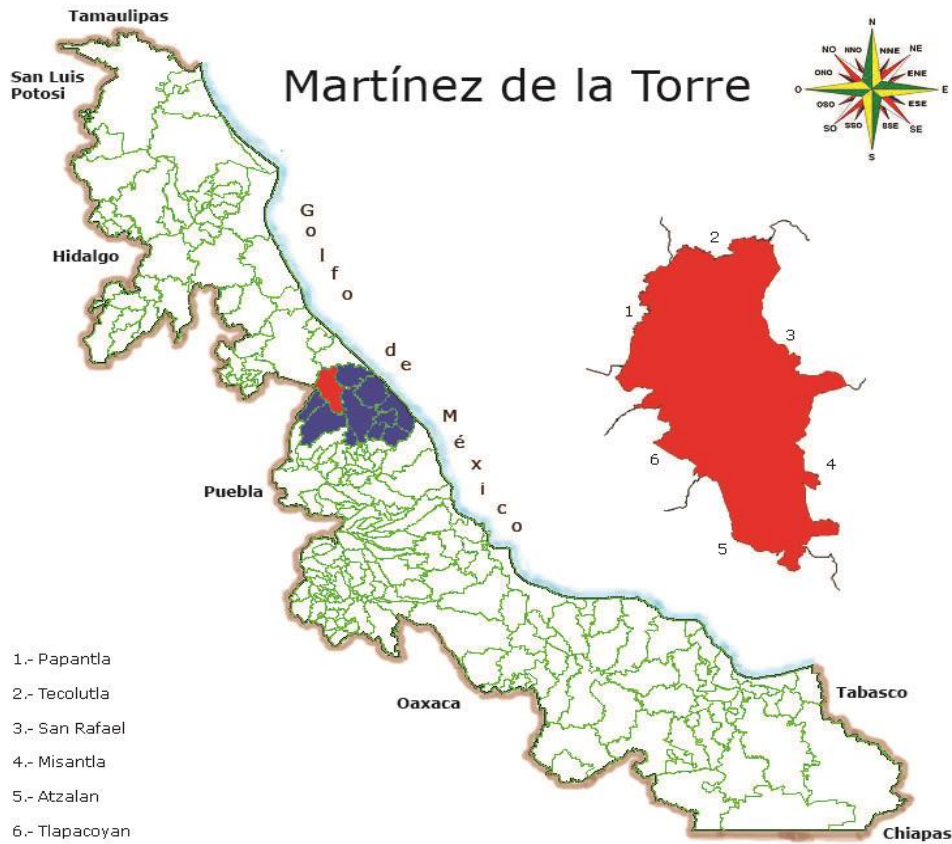 Tamaulipas
Martínez de la Torre
San Luis
Potosi
N
NNO
NNE
NO
NE
ONO
ENE
O
E
OSO
ESE
SO
SSO
SSE
SE
S
Golfo de México
Hidalgo
Puebla
Oaxaca
Tabasco
Chiapas
2
1
3
4
6
5
1.- Papantla
2.- Tecolutla
3.- San Rafael
4.- Misantla
5.- Atzalan
6.- Tlapacoyan